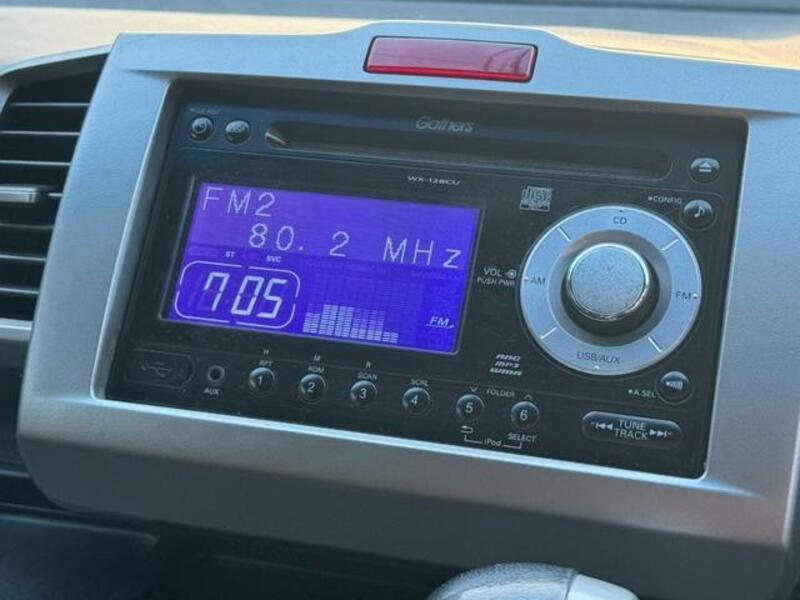 Gathers
WX-128CU
disc
CONFIG
FM2
80.2 MHz
ST SVC
7:05
FM
VOL
PUSH-PWR
CD
AM
FM
USB/AUX
AAC
MP3
WMA
A.SEL
AUX
H
RPT
1
M
RDM
2
R
SCAN
3
SCRL
4
FOLDER
5
6
iPod
SELECT
TUNE
TRACK